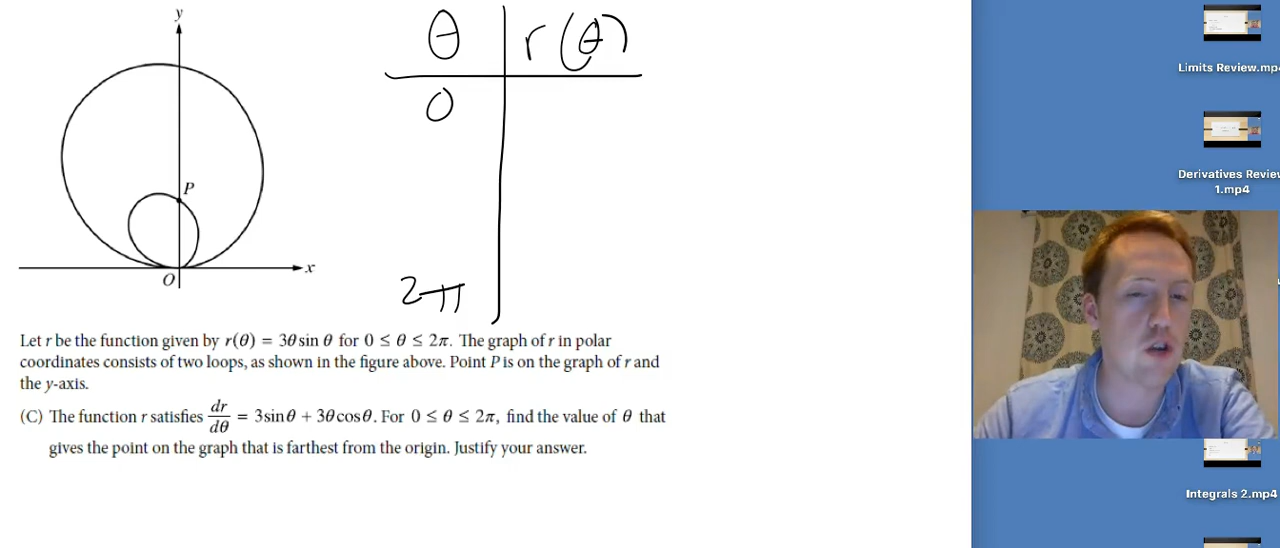 y
θ r(θ)
0
P
O
x
2π
Let r be the function given by r(θ) = 3θ sin θ for 0 ≤ θ ≤ 2π. The graph of r in polar
coordinates consists of two loops, as shown in the figure above. Point P is on the graph of r and
the y-axis.
(C) The function r satisfies dr/dθ = 3sinθ + 3θcosθ. For 0 ≤ θ ≤ 2π, find the value of θ that
gives the point on the graph that is farthest from the origin. Justify your answer.
Limits Review.mp4
Derivatives Review
1.mp4
Integrals 2.mp4